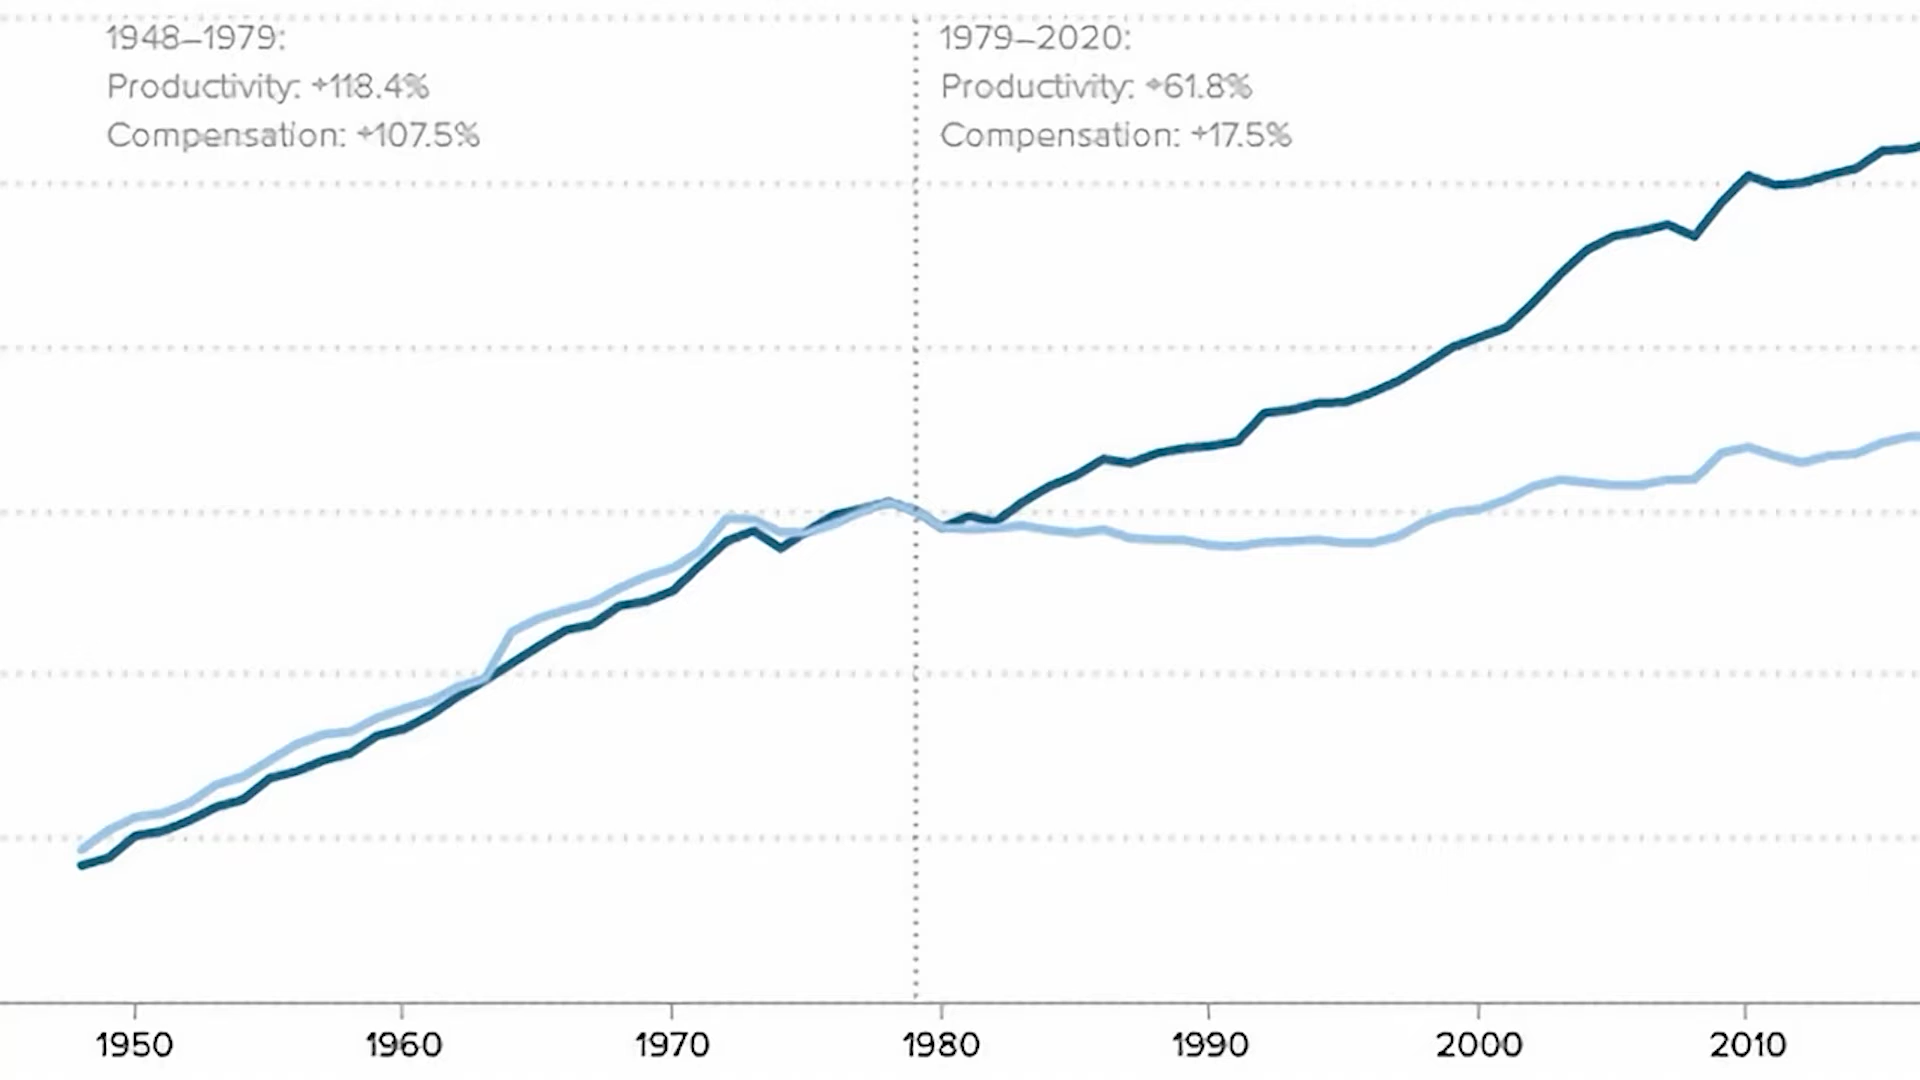 1948–1979:
Productivity: +118.4%
Compensation: +107.5%
1979–2020:
Productivity: +61.8%
Compensation: +17.5%
1950 1960 1970 1980 1990 2000 2010